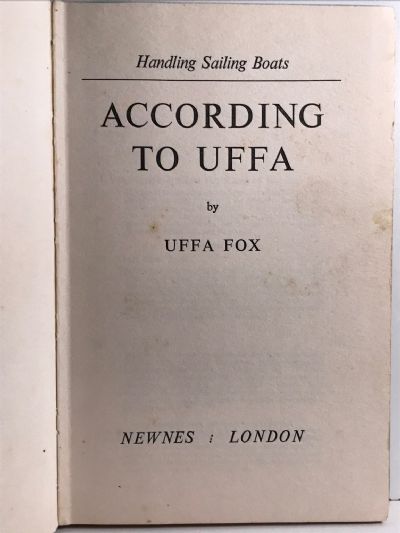 Handling Sailing Boats
ACCORDING
TO UFFA
by
UFFA FOX
NEWNES : LONDON